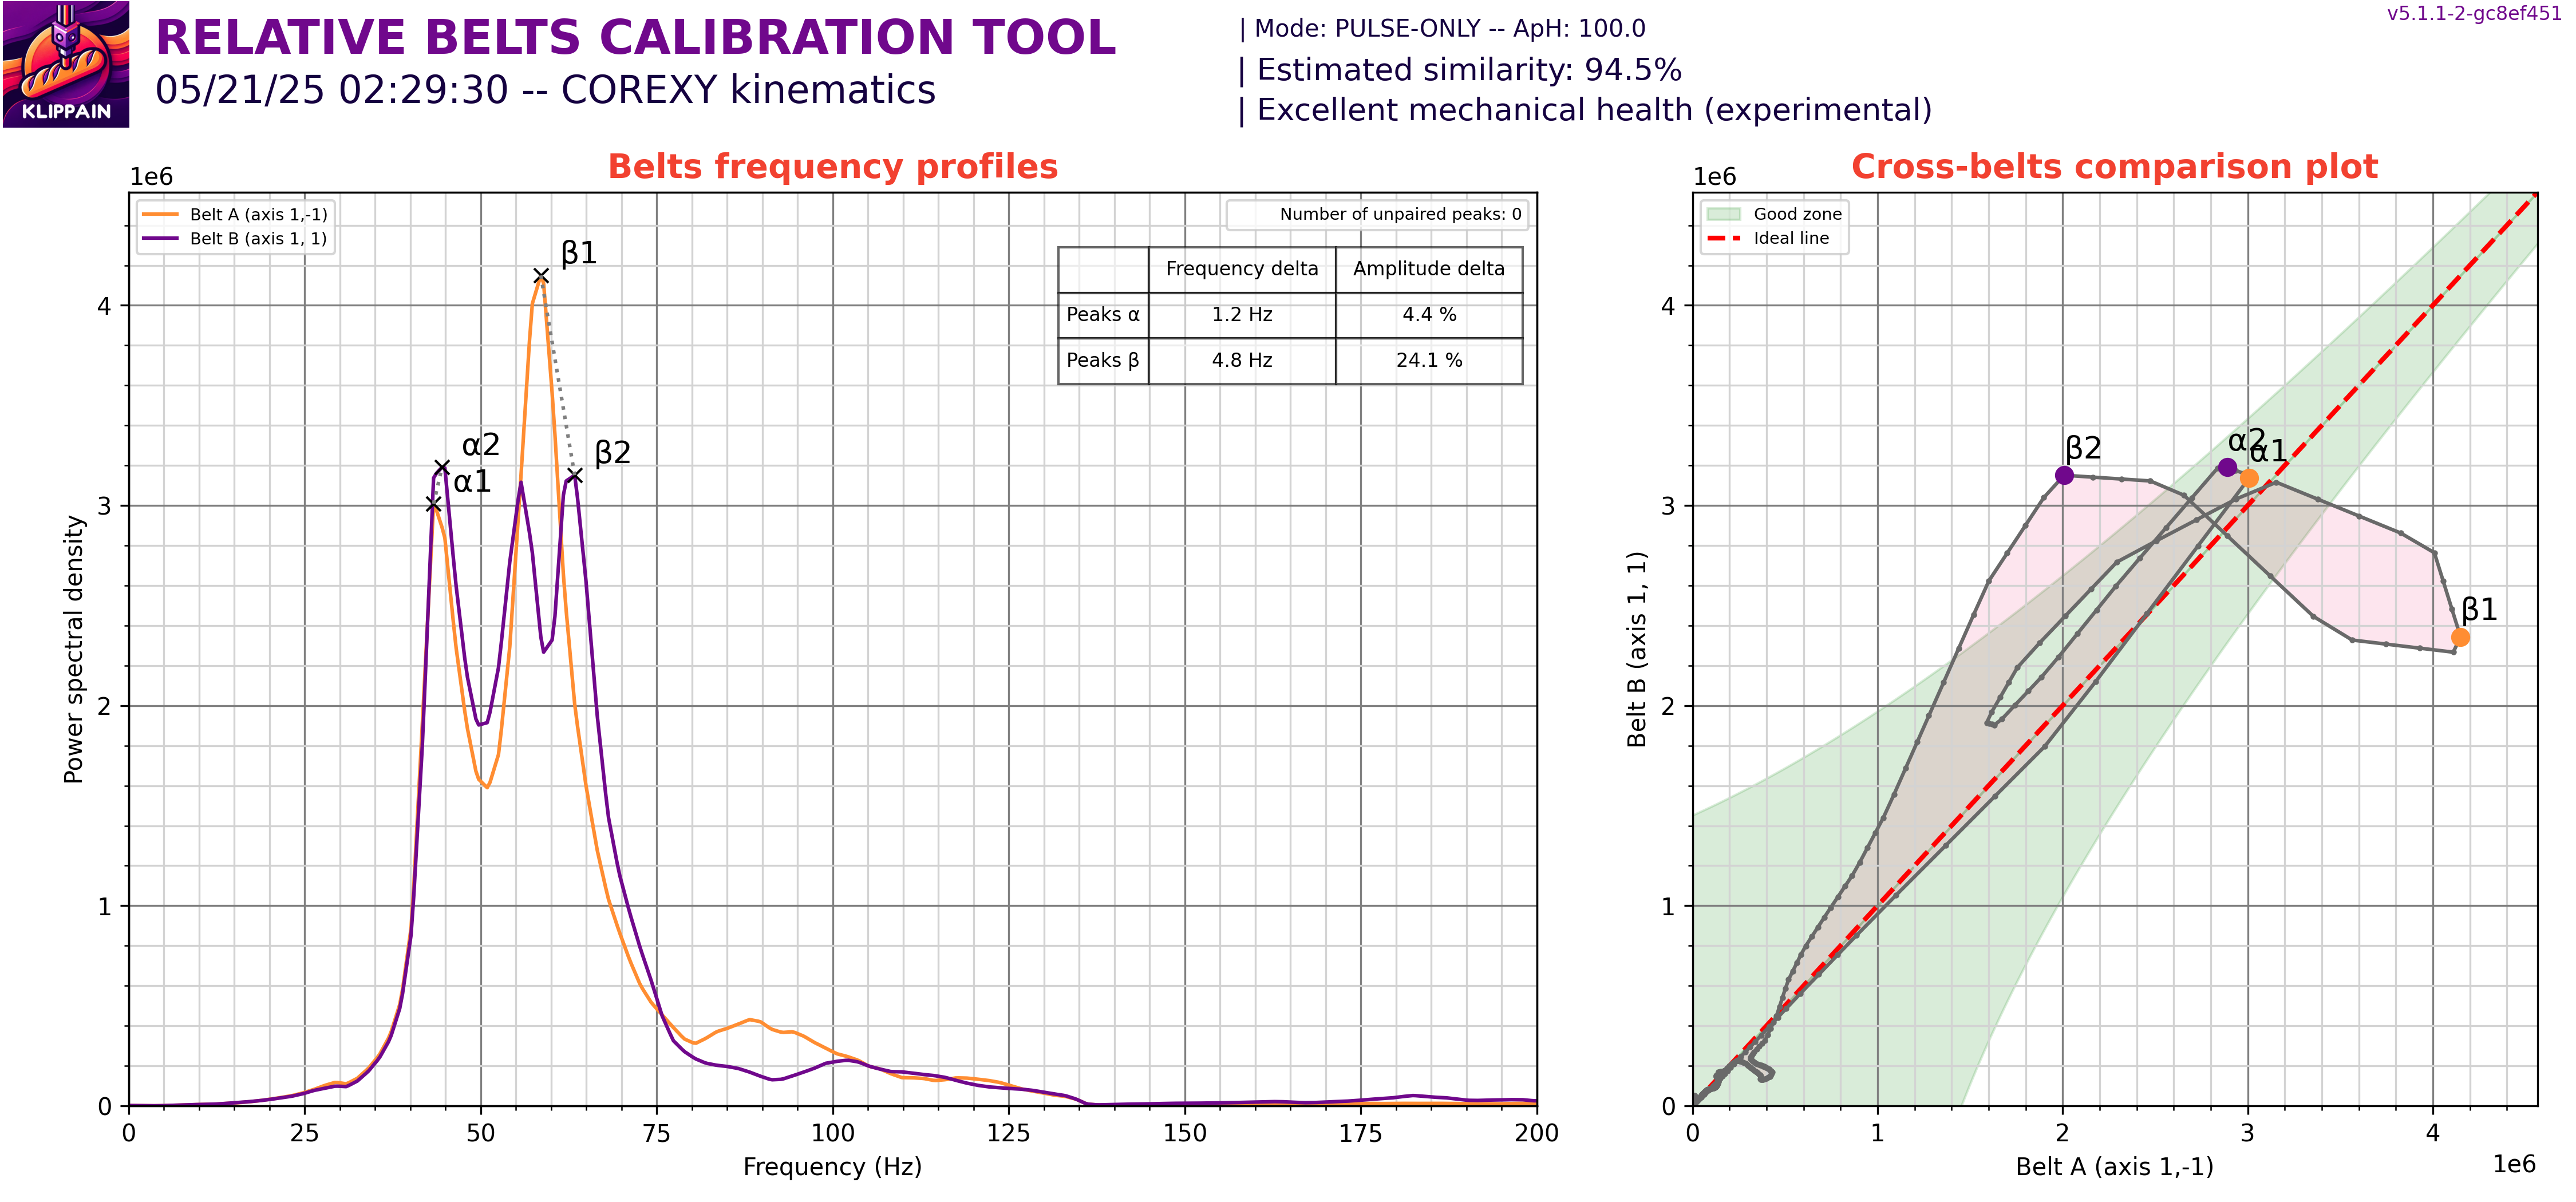 KLIPPAIN
RELATIVE BELTS CALIBRATION TOOL
05/21/25 02:29:30 -- COREXY kinematics
| Mode: PULSE-ONLY -- ApH: 100.0
| Estimated similarity: 94.5%
| Excellent mechanical health (experimental)
v5.1.1-2-gc8ef451
Belts frequency profiles
1e6
Belt A (axis 1,-1)
Belt B (axis 1, 1)
Number of unpaired peaks: 0
Frequency delta Amplitude delta
Peaks α 1.2 Hz 4.4 %
Peaks β 4.8 Hz 24.1 %
β1
α2
α1
β2
Power spectral density
4
3
2
1
0
0 25 50 75 100 125 150 175 200
Frequency (Hz)
Cross-belts comparison plot
1e6
Good zone
Ideal line
β2
α2
α1
β1
Belt B (axis 1, 1)
4
3
2
1
0
0 1 2 3 4
Belt A (axis 1,-1)
1e6